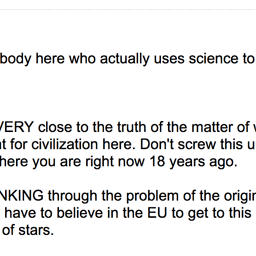 body here who actually uses science to
VERY close to the truth of the matter of
t for civilization here. Don't screw this u
here you are right now 18 years ago.
NKING through the problem of the origi
have to believe in the EU to get to this
of stars.